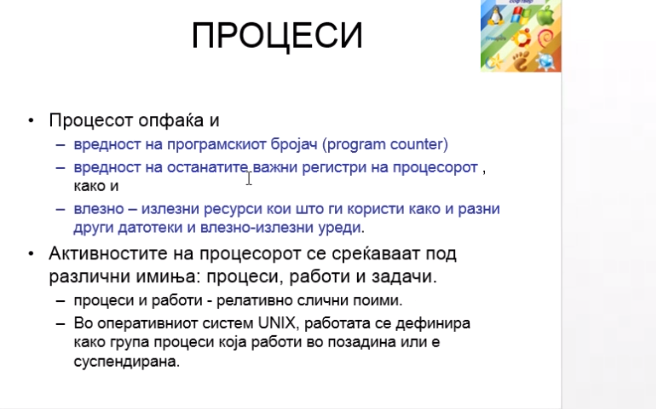 ПРОЦЕСИ
• Процесот опфаќа и
– вредност на програмскиот бројач (program counter)
– вредност на останатите важни регистри на процесорот ,
како и
– влезно – излезни ресурси кои што ги користи како и разни
други датотеки и влезно-излезни уреди.
• Активностите на процесорот се среќаваат под
различни имиња: процеси, работи и задачи.
– процеси и работи - релативно слични поими.
– Во оперативниот систем UNIX, работата се дефинира
како група процеси која работи во позадина или е
суспендирана.